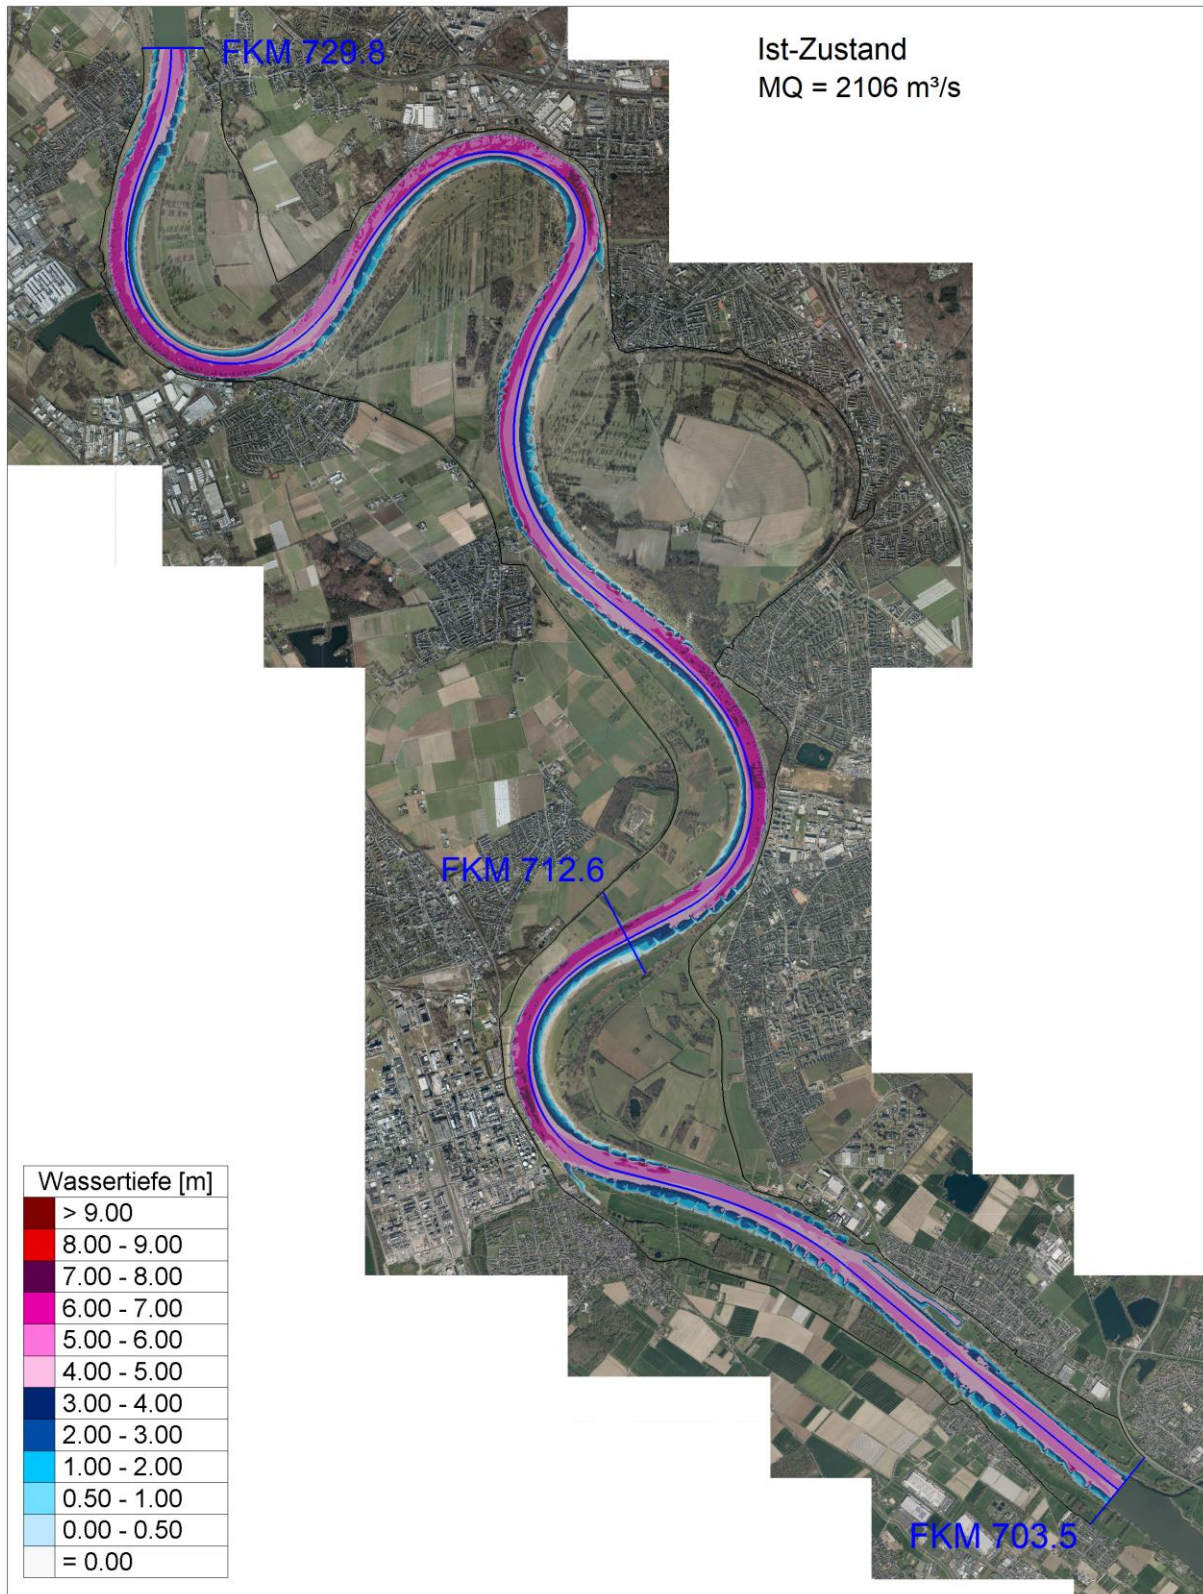 FKM 729.8
Ist-Zustand
MQ = 2106 m³/s
FKM 712.6
Wassertiefe [m]
> 9.00
8.00 - 9.00
7.00 - 8.00
6.00 - 7.00
5.00 - 6.00
4.00 - 5.00
3.00 - 4.00
2.00 - 3.00
1.00 - 2.00
0.50 - 1.00
0.00 - 0.50
= 0.00
FKM 703.5